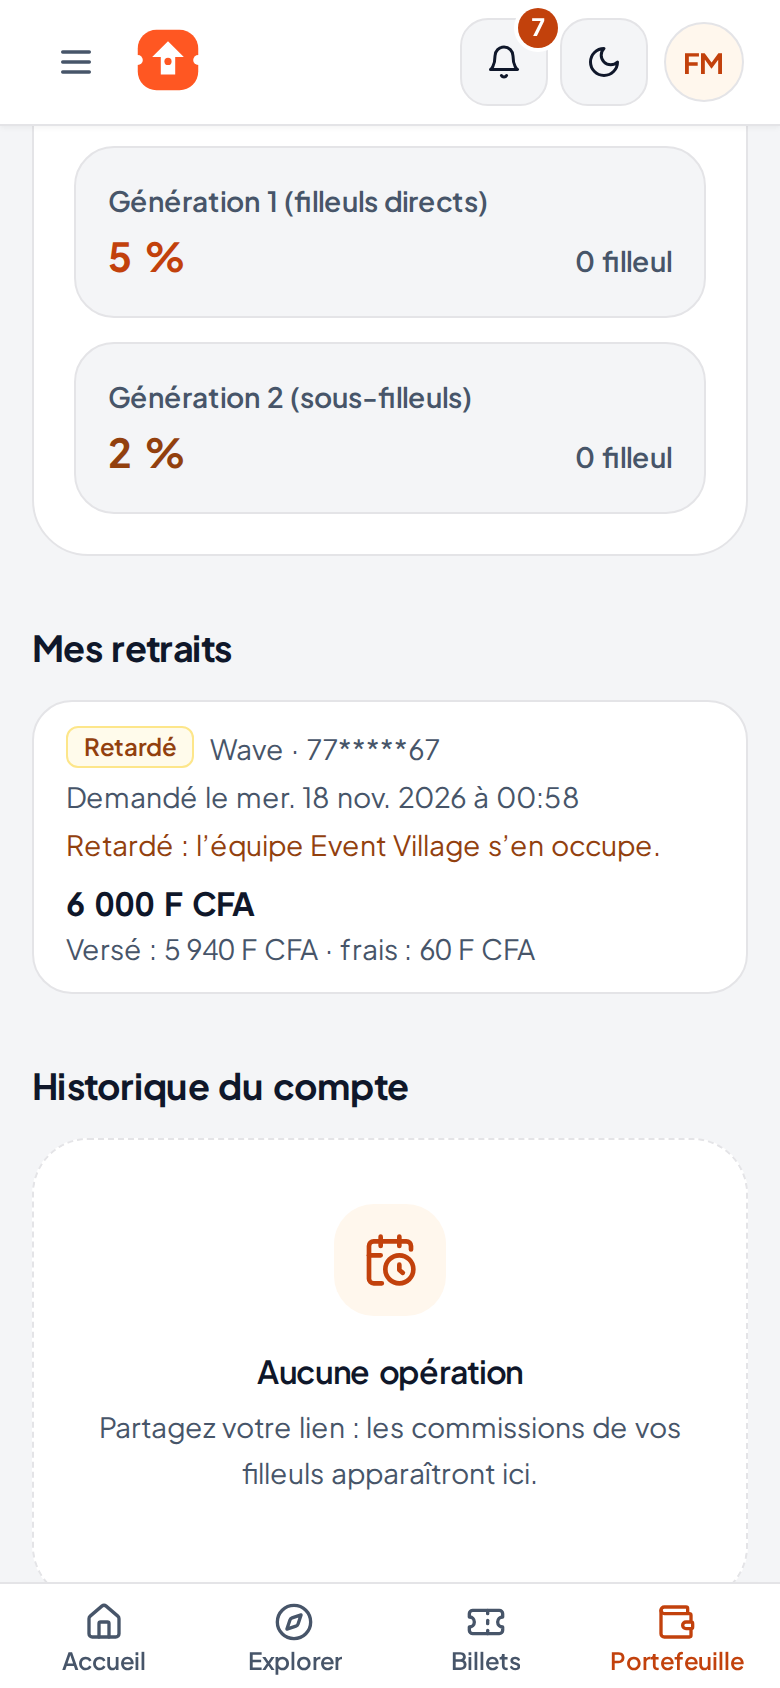 7
FM
Génération 1 (filleuls directs)
5 %
0 filleul
Génération 2 (sous-filleuls)
2 %
0 filleul
Mes retraits
Retardé Wave · 77*****67
Demandé le mer. 18 nov. 2026 à 00:58
Retardé : l’équipe Event Village s’en occupe.
6 000 F CFA
Versé : 5 940 F CFA · frais : 60 F CFA
Historique du compte
Aucune opération
Partagez votre lien : les commissions de vos
filleuls apparaîtront ici.
Accueil
Explorer
Billets
Portefeuille